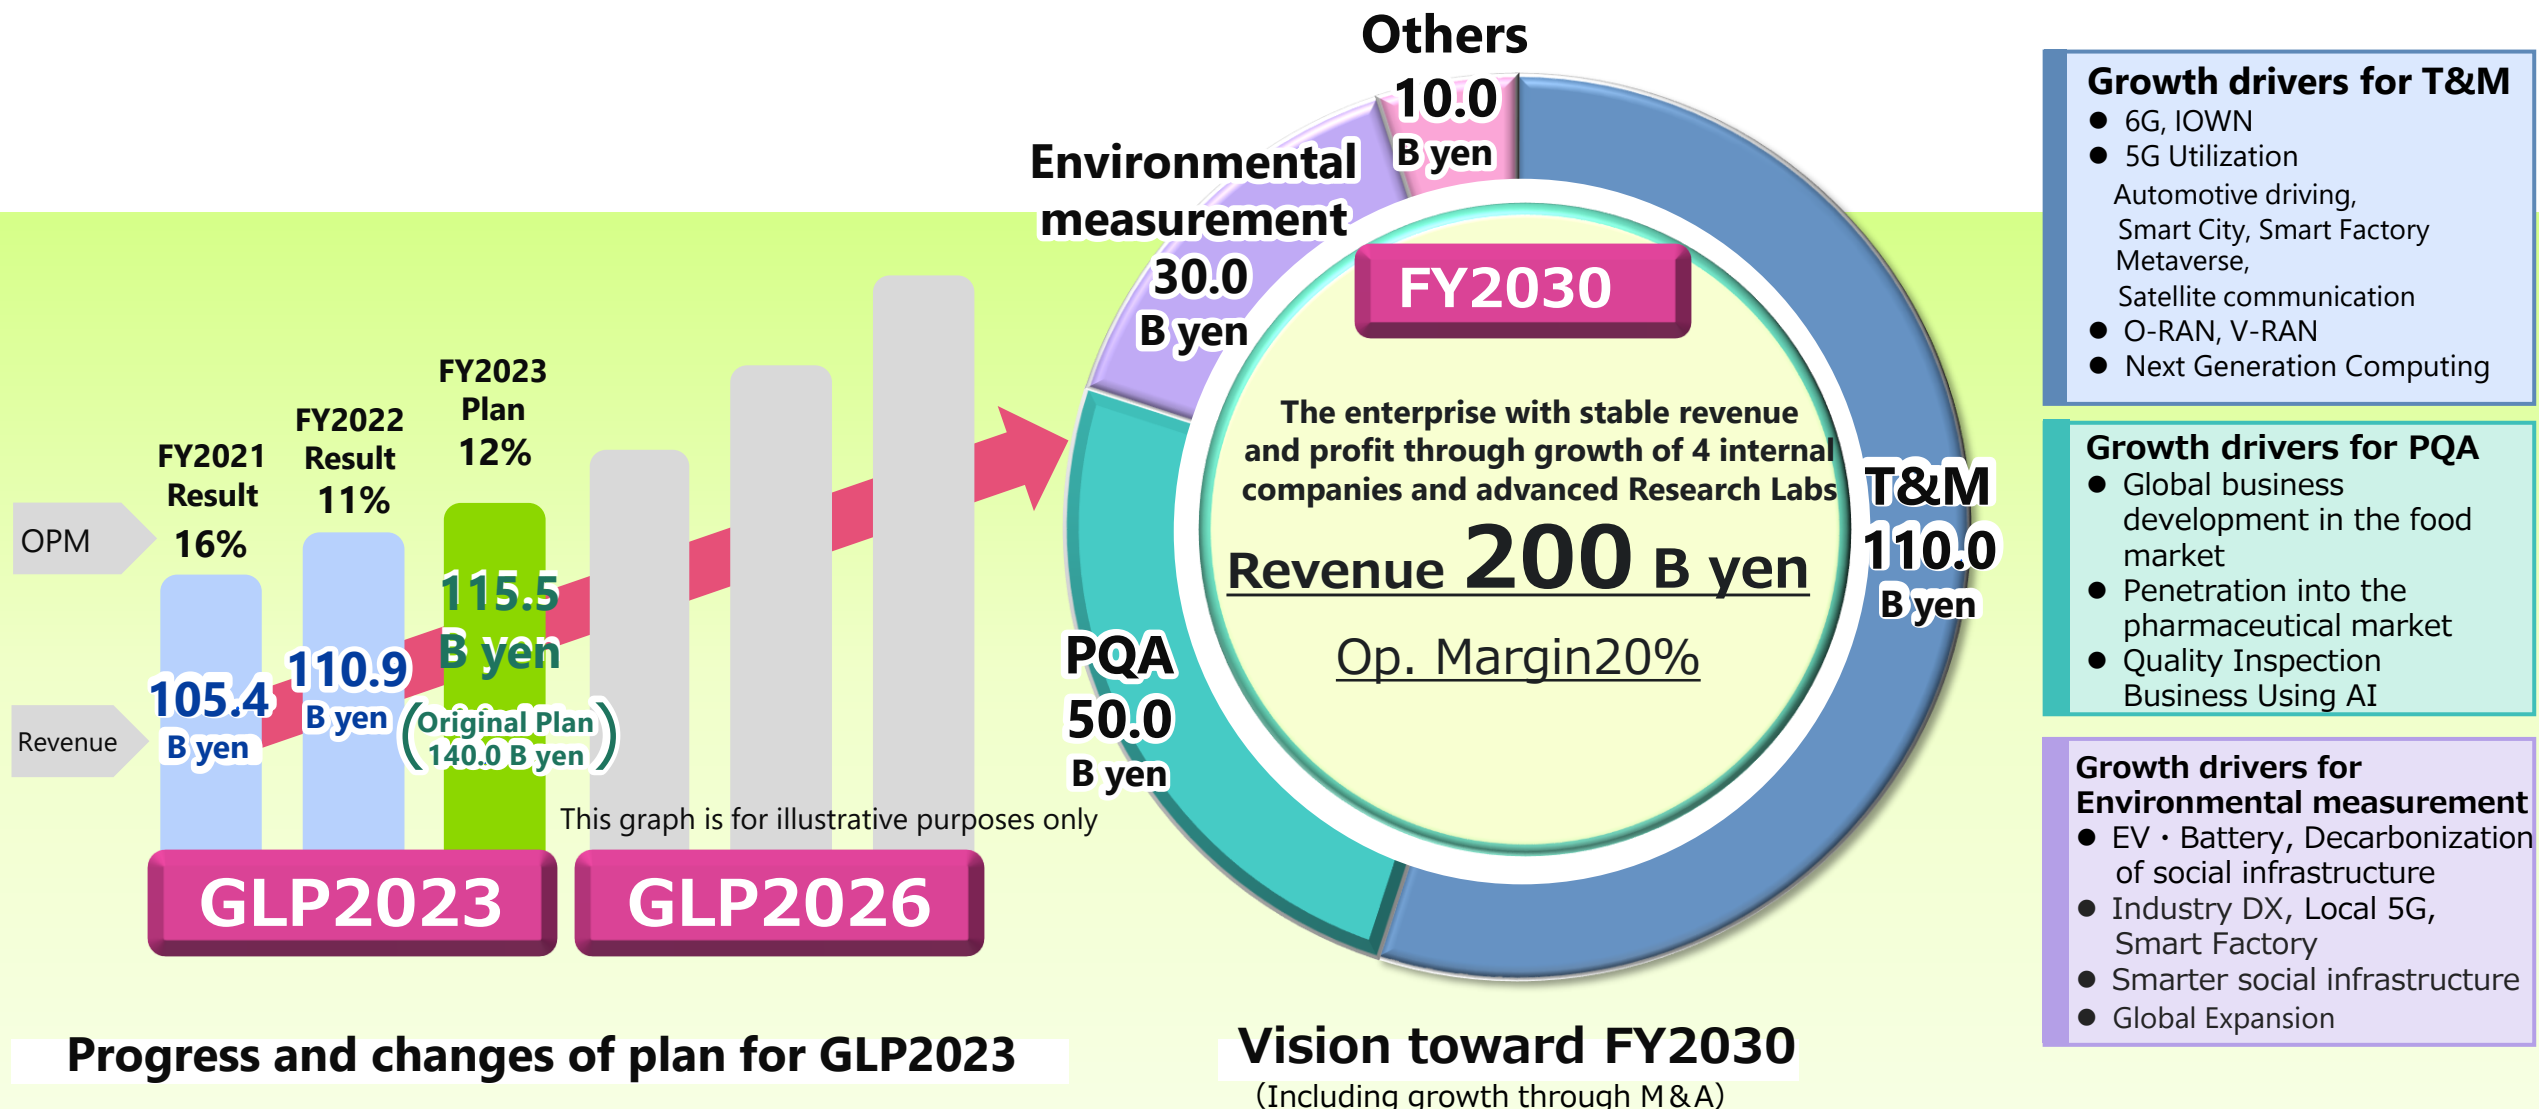 OPM
Revenue
FY2021
Result
16%
105.4
B yen
FY2022
Result
11%
110.9
B yen
FY2023
Plan
12%
115.5
B yen
(Original Plan
140.0 B yen)
This graph is for illustrative purposes only
GLP2023
GLP2026
Progress and changes of plan for GLP2023
Others
10.0
B yen
Environmental
measurement
30.0
B yen
PQA
50.0
B yen
T&M
110.0
B yen
FY2030
The enterprise with stable revenue
and profit through growth of 4 internal
companies and advanced Research Labs
Revenue 200 B yen
Op. Margin20%
Vision toward FY2030
（Including growth through M＆A）
Growth drivers for T&M
● 6G, IOWN
● 5G Utilization
Automotive driving,
Smart City, Smart Factory
Metaverse,
Satellite communication
● O-RAN, V-RAN
● Next Generation Computing
Growth drivers for PQA
● Global business
development in the food
market
● Penetration into the
pharmaceutical market
● Quality Inspection
Business Using AI
Growth drivers for
Environmental measurement
● EV・Battery, Decarbonization
of social infrastructure
● Industry DX, Local 5G,
Smart Factory
● Smarter social infrastructure
● Global Expansion